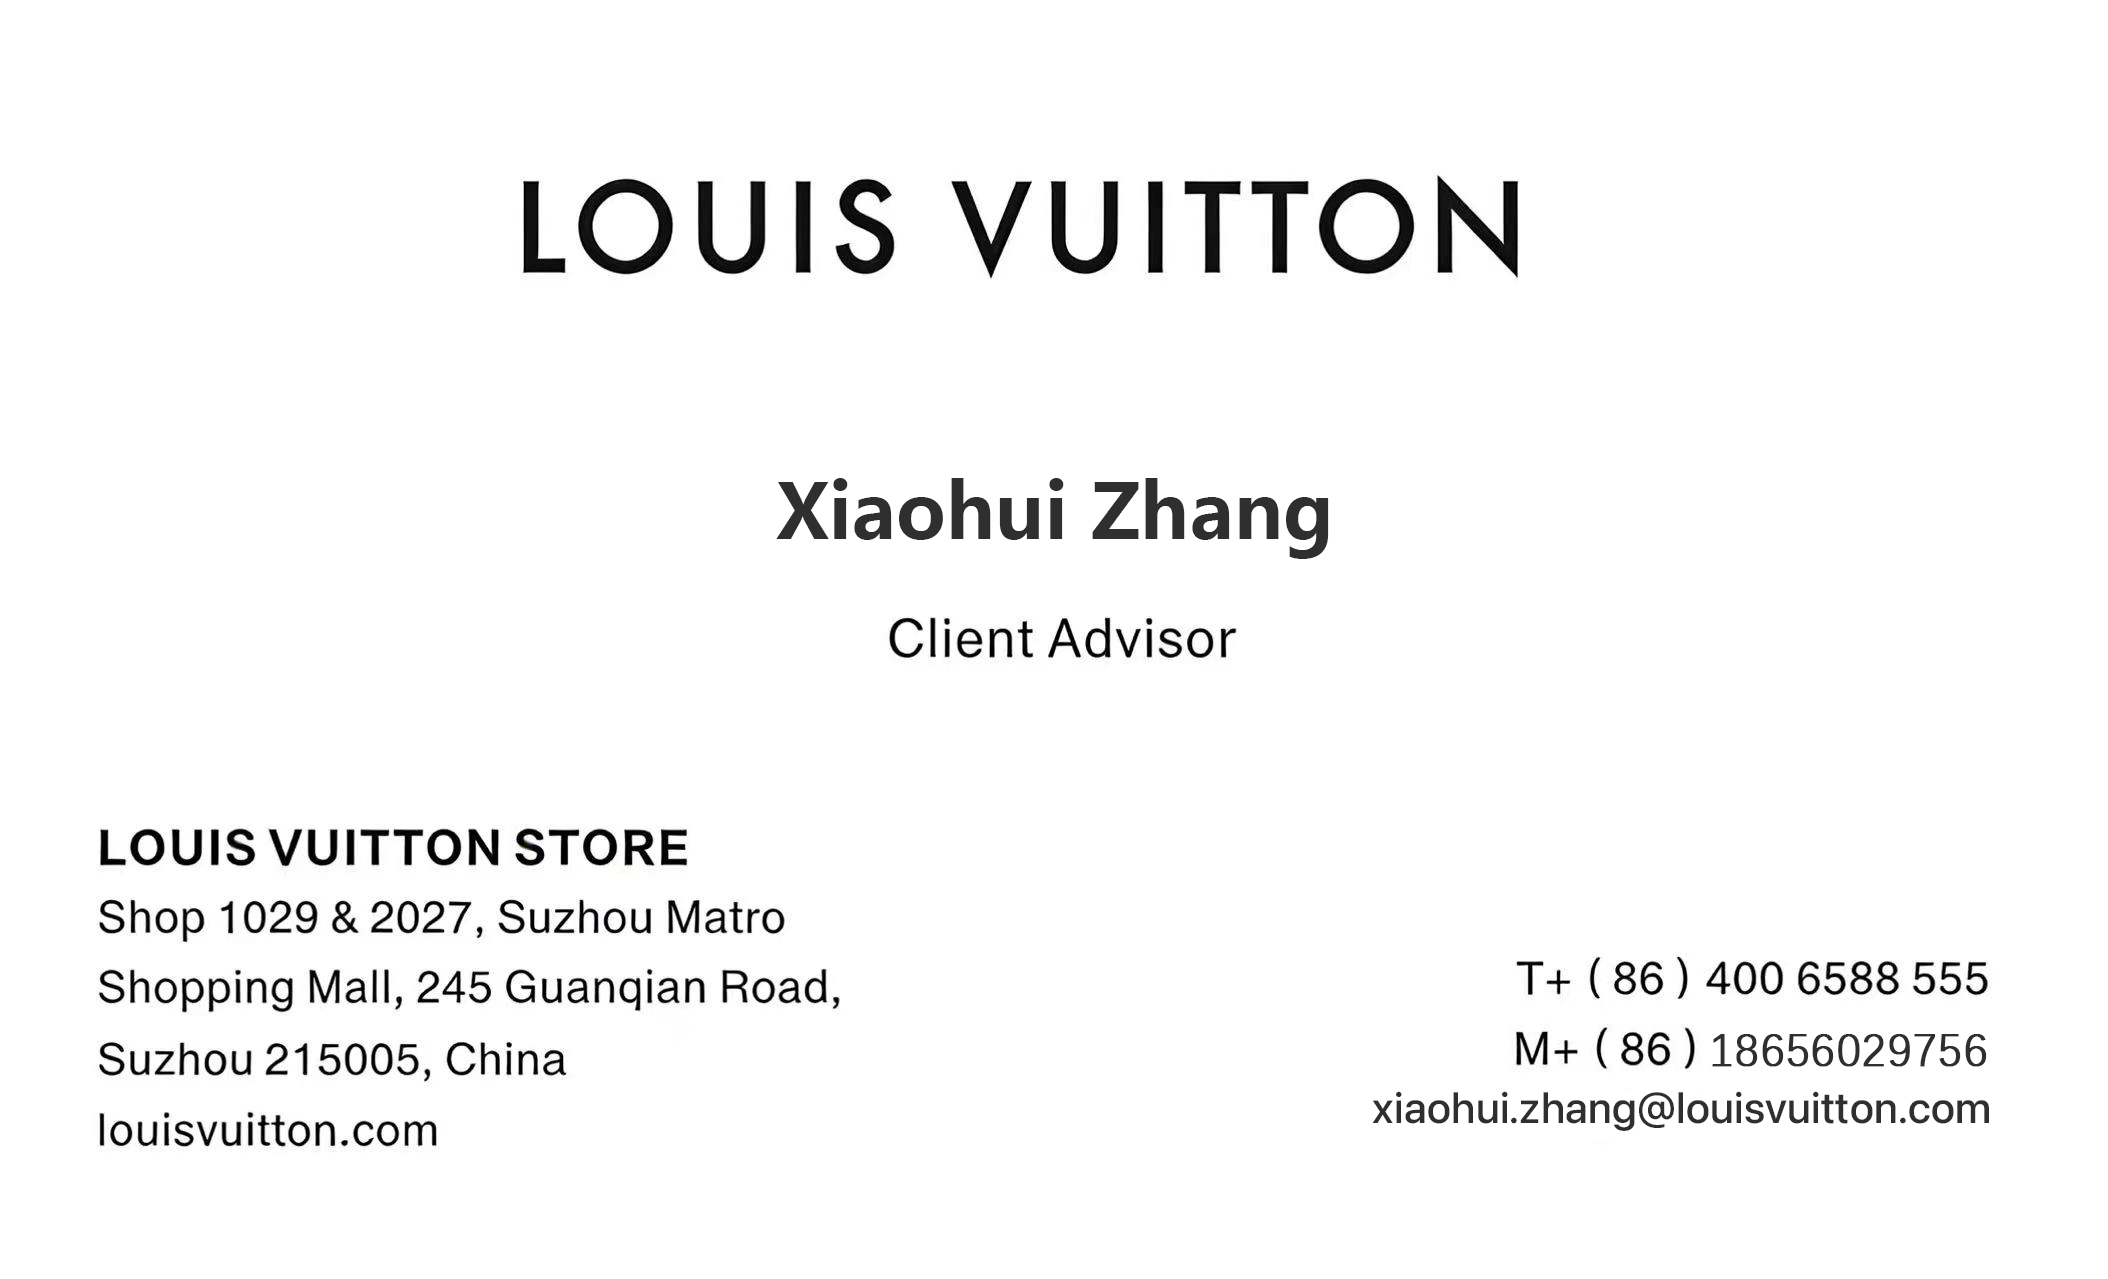 LOUIS VUITTON
Xiaohui Zhang
Client Advisor
LOUIS VUITTON STORE
Shop 1029 & 2027, Suzhou Matro
Shopping Mall, 245 Guanqian Road,
Suzhou 215005, China
louisvuitton.com
T+ ( 86 ) 400 6588 555
M+ ( 86 ) 18656029756
xiaohui.zhang@louisvuitton.com